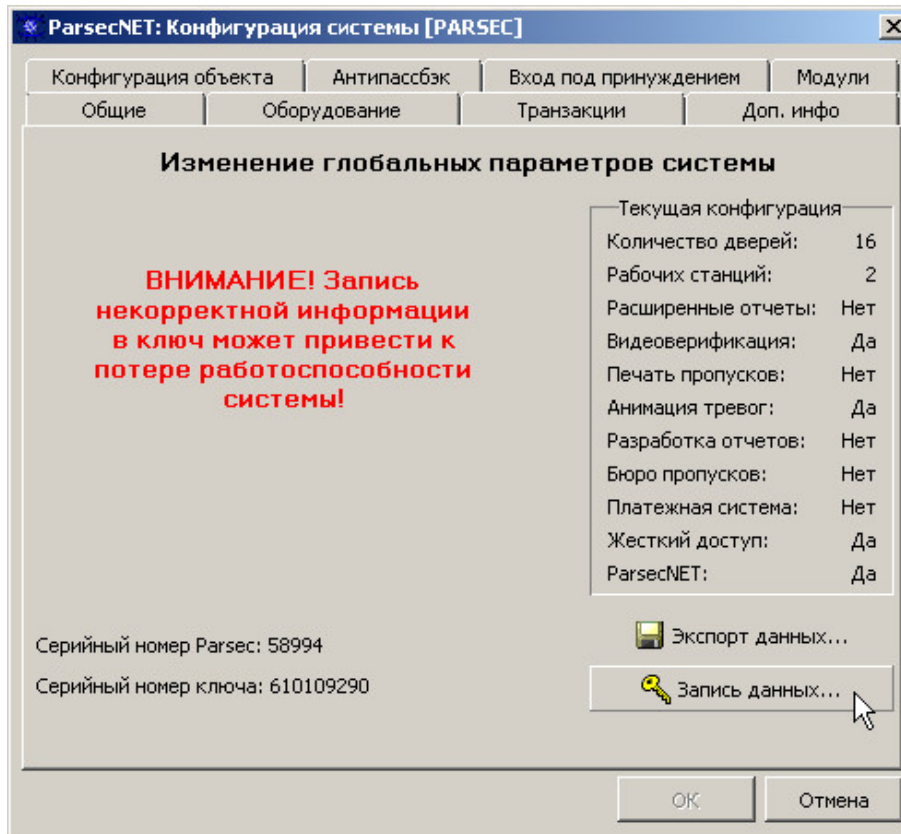 ParsecNET: Конфигурация системы [PARSEC]
Конфигурация объекта Антипассбэк Вход под принуждением Модули
Общие Оборудование Транзакции Доп. инфо
Изменение глобальных параметров системы
Текущая конфигурация
Количество дверей: 16
Рабочих станций: 2
Расширенные отчеты: Нет
Видеоверификация: Да
Печать пропусков: Нет
Анимация тревог: Да
Разработка отчетов: Нет
Бюро пропусков: Нет
Платежная система: Нет
Жесткий доступ: Да
ParsecNET: Да
ВНИМАНИЕ! Запись
некорректной информации
в ключ может привести к
потере работоспособности
системы!
Серийный номер Parsec: 58994
Серийный номер ключа: 610109290
Экспорт данных...
Запись данных...
OK Отмена